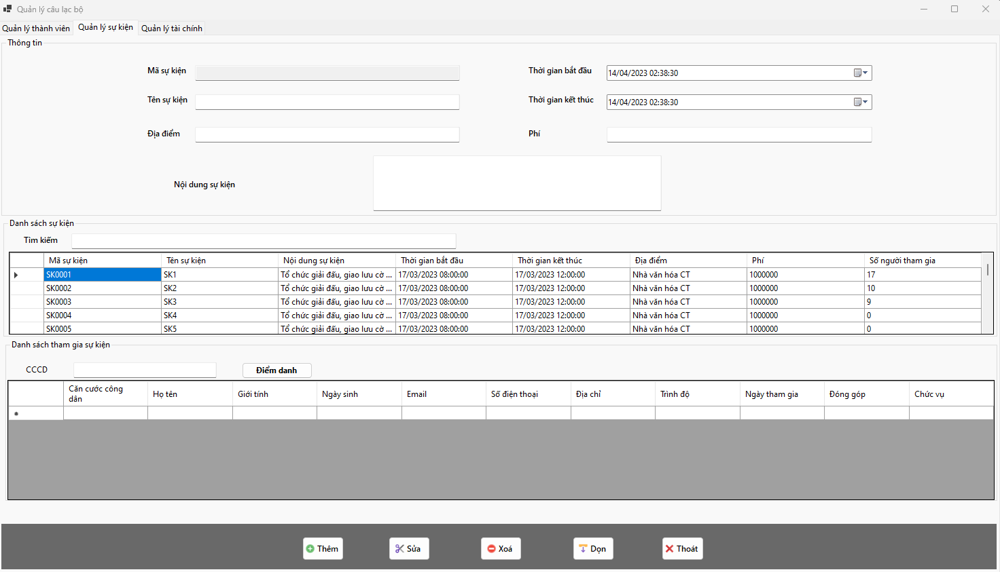 Quản lý câu lạc bộ
Quản lý thành viên Quản lý sự kiện Quản lý tài chính
Thông tin
Mã sự kiện Thời gian bắt đầu 14/04/2023 02:38:30
Tên sự kiện Thời gian kết thúc 14/04/2023 02:38:30
Địa điểm Phí
Nội dung sự kiện
Danh sách sự kiện
Tìm kiếm
Mã sự kiện Tên sự kiện Nội dung sự kiện Thời gian bắt đầu Thời gian kết thúc Địa điểm Phí Số người tham gia
SK0001 SK1 Tổ chức giải đấu, giao lưu cờ ... 17/03/2023 08:00:00 17/03/2023 12:00:00 Nhà văn hóa CT 1000000 17
SK0002 SK2 Tổ chức giải đấu, giao lưu cờ ... 17/03/2023 08:00:00 17/03/2023 12:00:00 Nhà văn hóa CT 1000000 10
SK0003 SK3 Tổ chức giải đấu, giao lưu cờ ... 17/03/2023 08:00:00 17/03/2023 12:00:00 Nhà văn hóa CT 1000000 9
SK0004 SK4 Tổ chức giải đấu, giao lưu cờ ... 17/03/2023 08:00:00 17/03/2023 12:00:00 Nhà văn hóa CT 1000000 0
SK0005 SK5 Tổ chức giải đấu, giao lưu cờ ... 17/03/2023 08:00:00 17/03/2023 12:00:00 Nhà văn hóa CT 1000000 0
Danh sách tham gia sự kiện
CCCD Điểm danh
Căn cước công
dân Họ tên Giới tính Ngày sinh Email Số điện thoại Địa chỉ Trình độ Ngày tham gia Đóng góp Chức vụ
Thêm Sửa Xoá Dọn Thoát